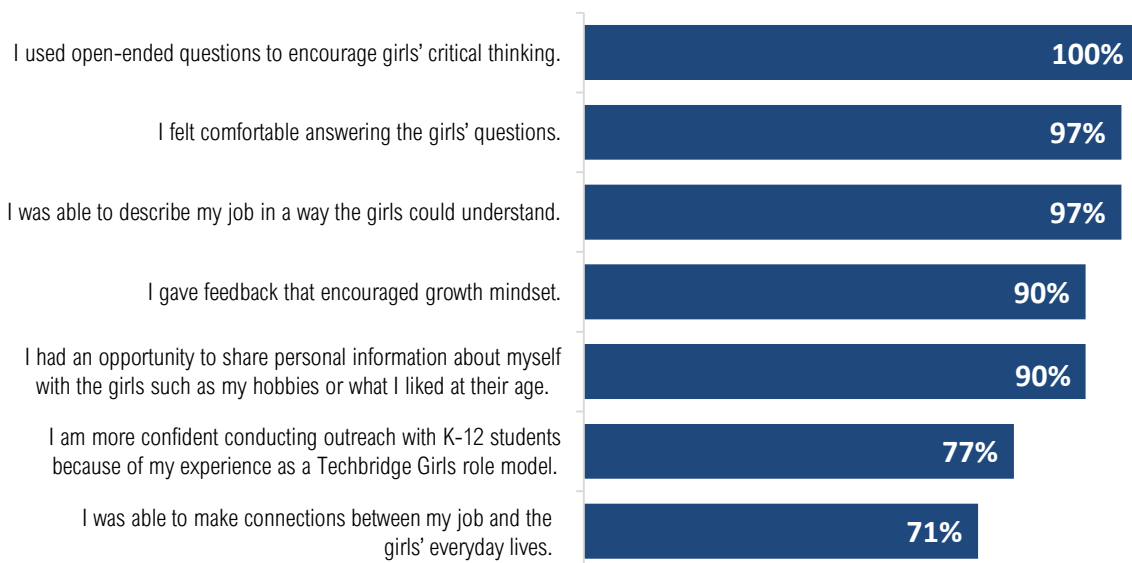 I used open-ended questions to encourage girls’ critical thinking.
100%
I felt comfortable answering the girls’ questions.
97%
I was able to describe my job in a way the girls could understand.
97%
I gave feedback that encouraged growth mindset.
90%
I had an opportunity to share personal information about myself
with the girls such as my hobbies or what I liked at their age.
90%
I am more confident conducting outreach with K-12 students
because of my experience as a Techbridge Girls role model.
77%
I was able to make connections between my job and the
girls’ everyday lives.
71%